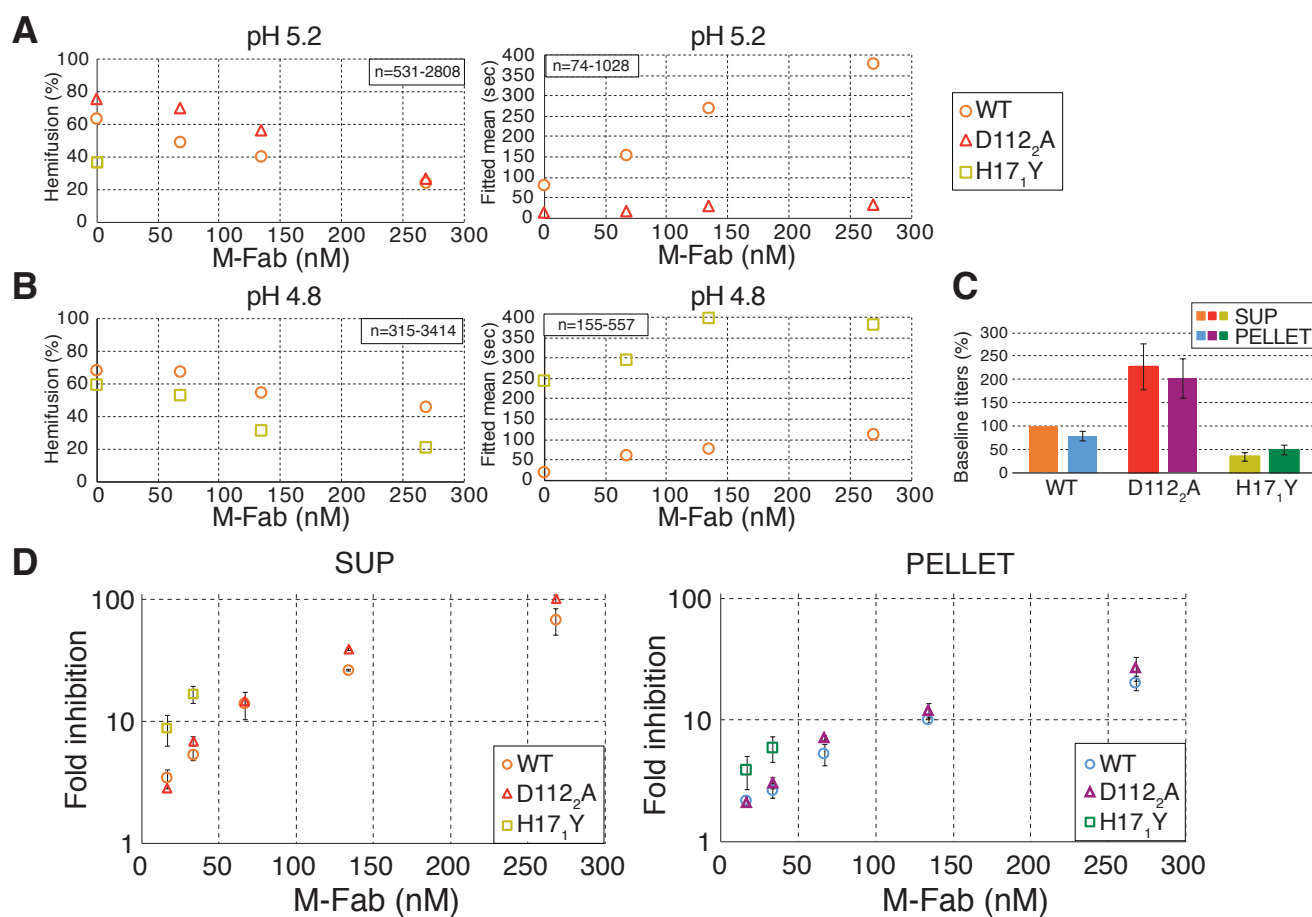 A
pH 5.2
Hemifusion (%)
100
80
60
40
20
0
n=531-2808
0 50 100 150 200 250 300
M-Fab (nM)
pH 5.2
Fitted mean (sec)
400
350
300
250
200
150
100
50
0
n=74-1028
0 50 100 150 200 250 300
M-Fab (nM)
WT
D112₂A
H17₁Y
B
pH 4.8
Hemifusion (%)
100
80
60
40
20
0
n=315-3414
0 50 100 150 200 250 300
M-Fab (nM)
pH 4.8
Fitted mean (sec)
400
350
300
250
200
150
100
50
0
n=155-557
0 50 100 150 200 250 300
M-Fab (nM)
C
SUP
PELLET
Baseline titers (%)
300
250
200
150
100
50
0
WT D112₂A H17₁Y
D
SUP
Fold inhibition
100
10
1
WT
D112₂A
H17₁Y
0 50 100 150 200 250 300
M-Fab (nM)
PELLET
Fold inhibition
100
10
1
WT
D112₂A
H17₁Y
0 50 100 150 200 250 300
M-Fab (nM)